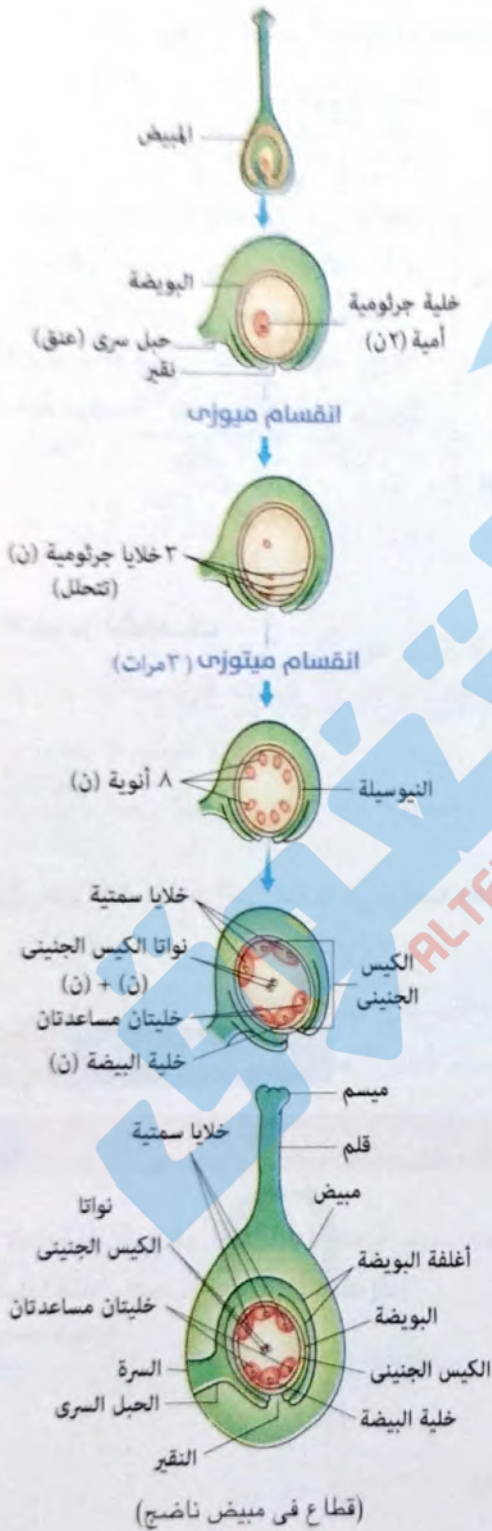 المبيض
البويضة
خلية جرثومية
أمية (٢ن)
حبل سرى (عنق)
نقير
انقسام ميوزى
٣ خلايا جرثومية (ن)
(تتحلل)
انقسام ميتوزى (٣ مرات)
٨ أنوية (ن)
النيوسيلة
خلايا سمتية
نواتا الكيس الجنينى
(ن) + (ن)
الكيس
الجنينى
خليتان مساعدتان
خلية البيضة (ن)
ميسم
خلايا سمتية
قلم
مبيض
نواتا
الكيس الجنينى
أغلفة البويضة
خليتان مساعدتان
البويضة
السرة
الكيس الجنينى
الحبل السرى
خلية البيضة
النقير
(قطاع فى مبيض ناضج)